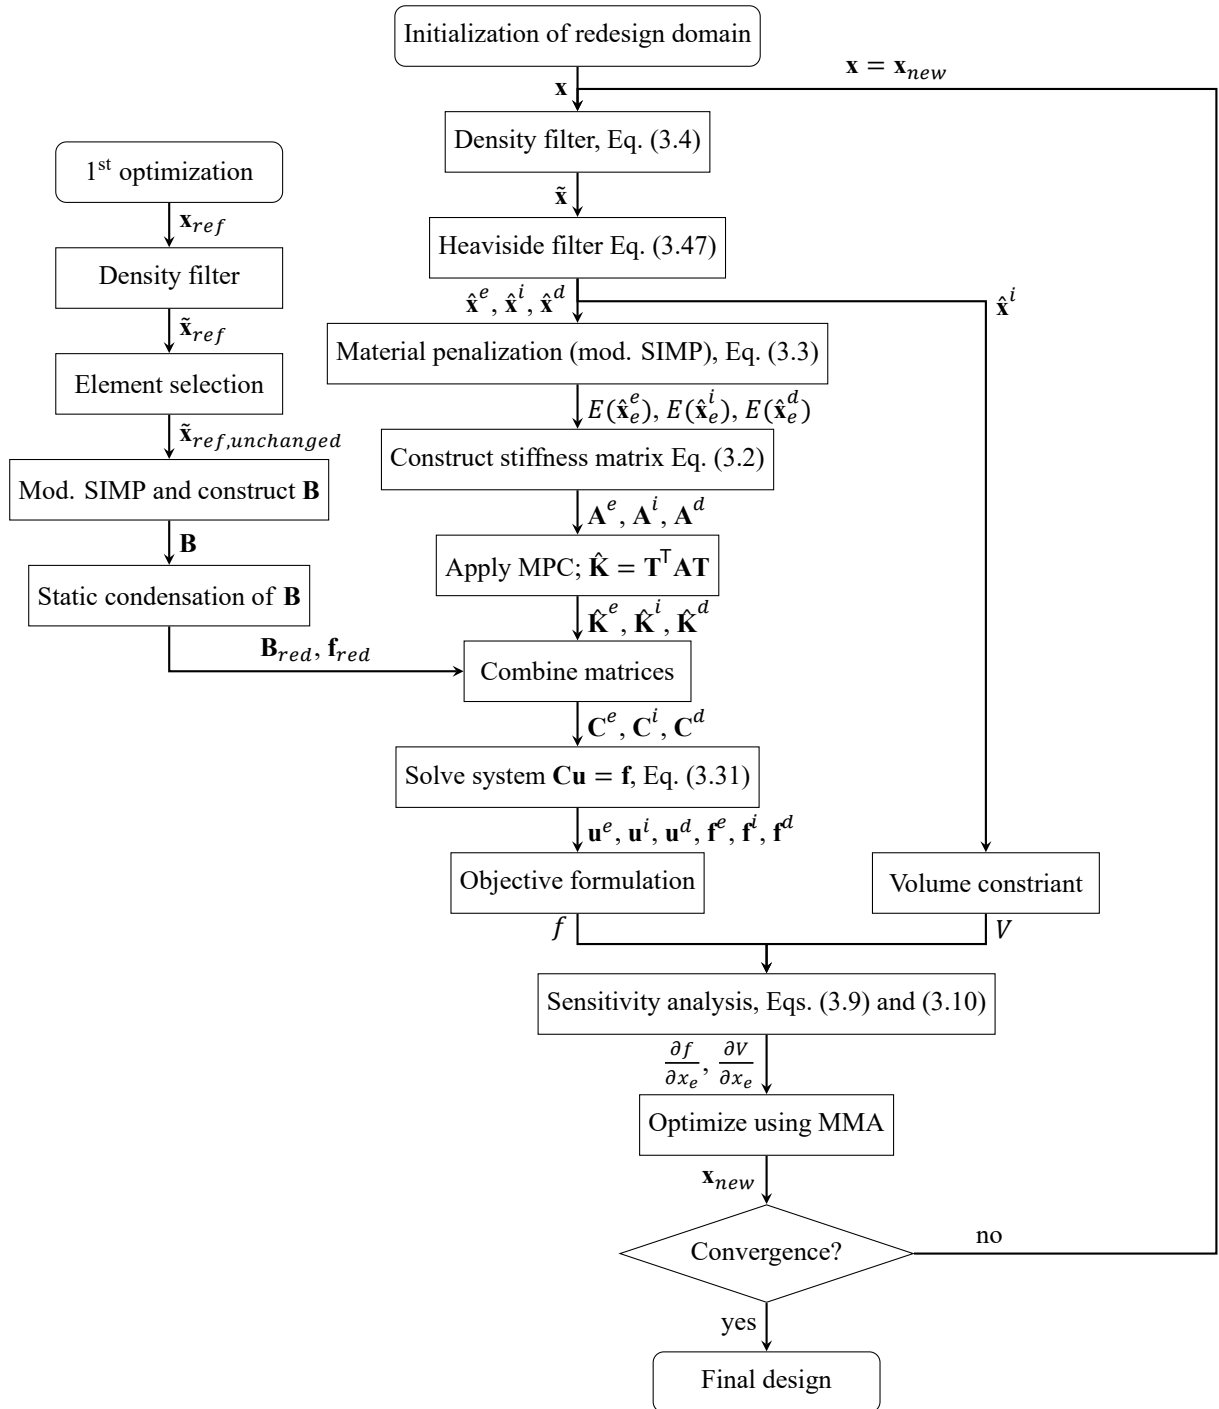 Initialization of redesign domain
x
x = x_new
Density filter, Eq. (3.4)
x̃
Heaviside filter Eq. (3.47)
x̂^e, x̂^i, x̂^d
x̂^i
Material penalization (mod. SIMP), Eq. (3.3)
E(x̂_e^e), E(x̂_e^i), E(x̂_e^d)
Construct stiffness matrix Eq. (3.2)
A^e, A^i, A^d
Apply MPC; K̂ = T^T AT
K̂^e, K̂^i, K̂^d
1st optimization
x_ref
Density filter
x̃_ref
Element selection
x̃_ref,unchanged
Mod. SIMP and construct B
B
Static condensation of B
B_red, f_red
Combine matrices
C^e, C^i, C^d
Solve system Cu = f, Eq. (3.31)
u^e, u^i, u^d, f^e, f^i, f^d
Objective formulation
Volume constriant
f
V
Sensitivity analysis, Eqs. (3.9) and (3.10)
∂f/∂x_e, ∂V/∂x_e
Optimize using MMA
x_new
Convergence?
no
yes
Final design